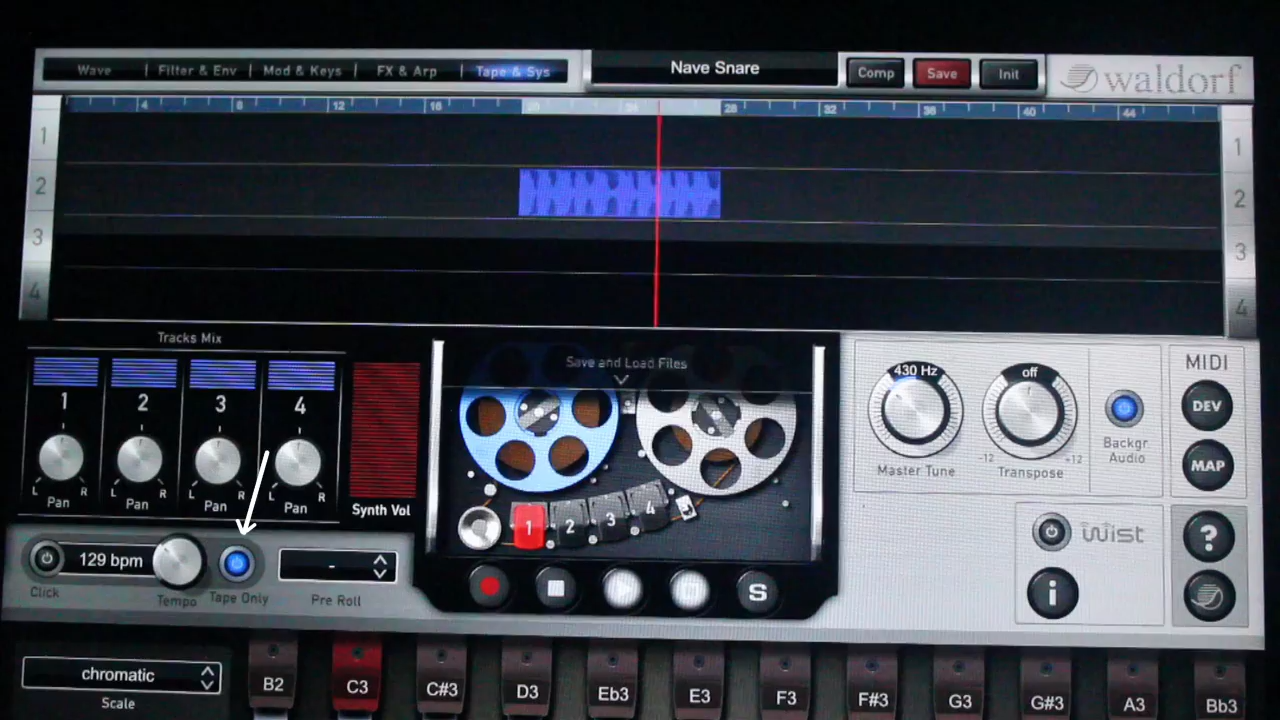 Wave | Filter & Env | Mod & Keys | FX & Arp | Tape & Sys
Nave Snare
Comp Save Init
waldorf
4 8 12 16 20 24 28 32 36 40 44
1 1
2 2
3 3
4 4
Tracks Mix
1 2 3 4
L R L R L R L R
Pan Pan Pan Pan
Synth Vol
Save and Load Files
1 2 3 4
S
430 Hz off
Master Tune
-12 +12
Transpose
Backgr.
Audio
MIDI
DEV
MAP
wist
?
i
129 bpm
Click Tempo Tape Only
-
Pre Roll
chromatic
Scale
B2 C3 C#3 D3 Eb3 E3 F3 F#3 G3 G#3 A3 Bb3